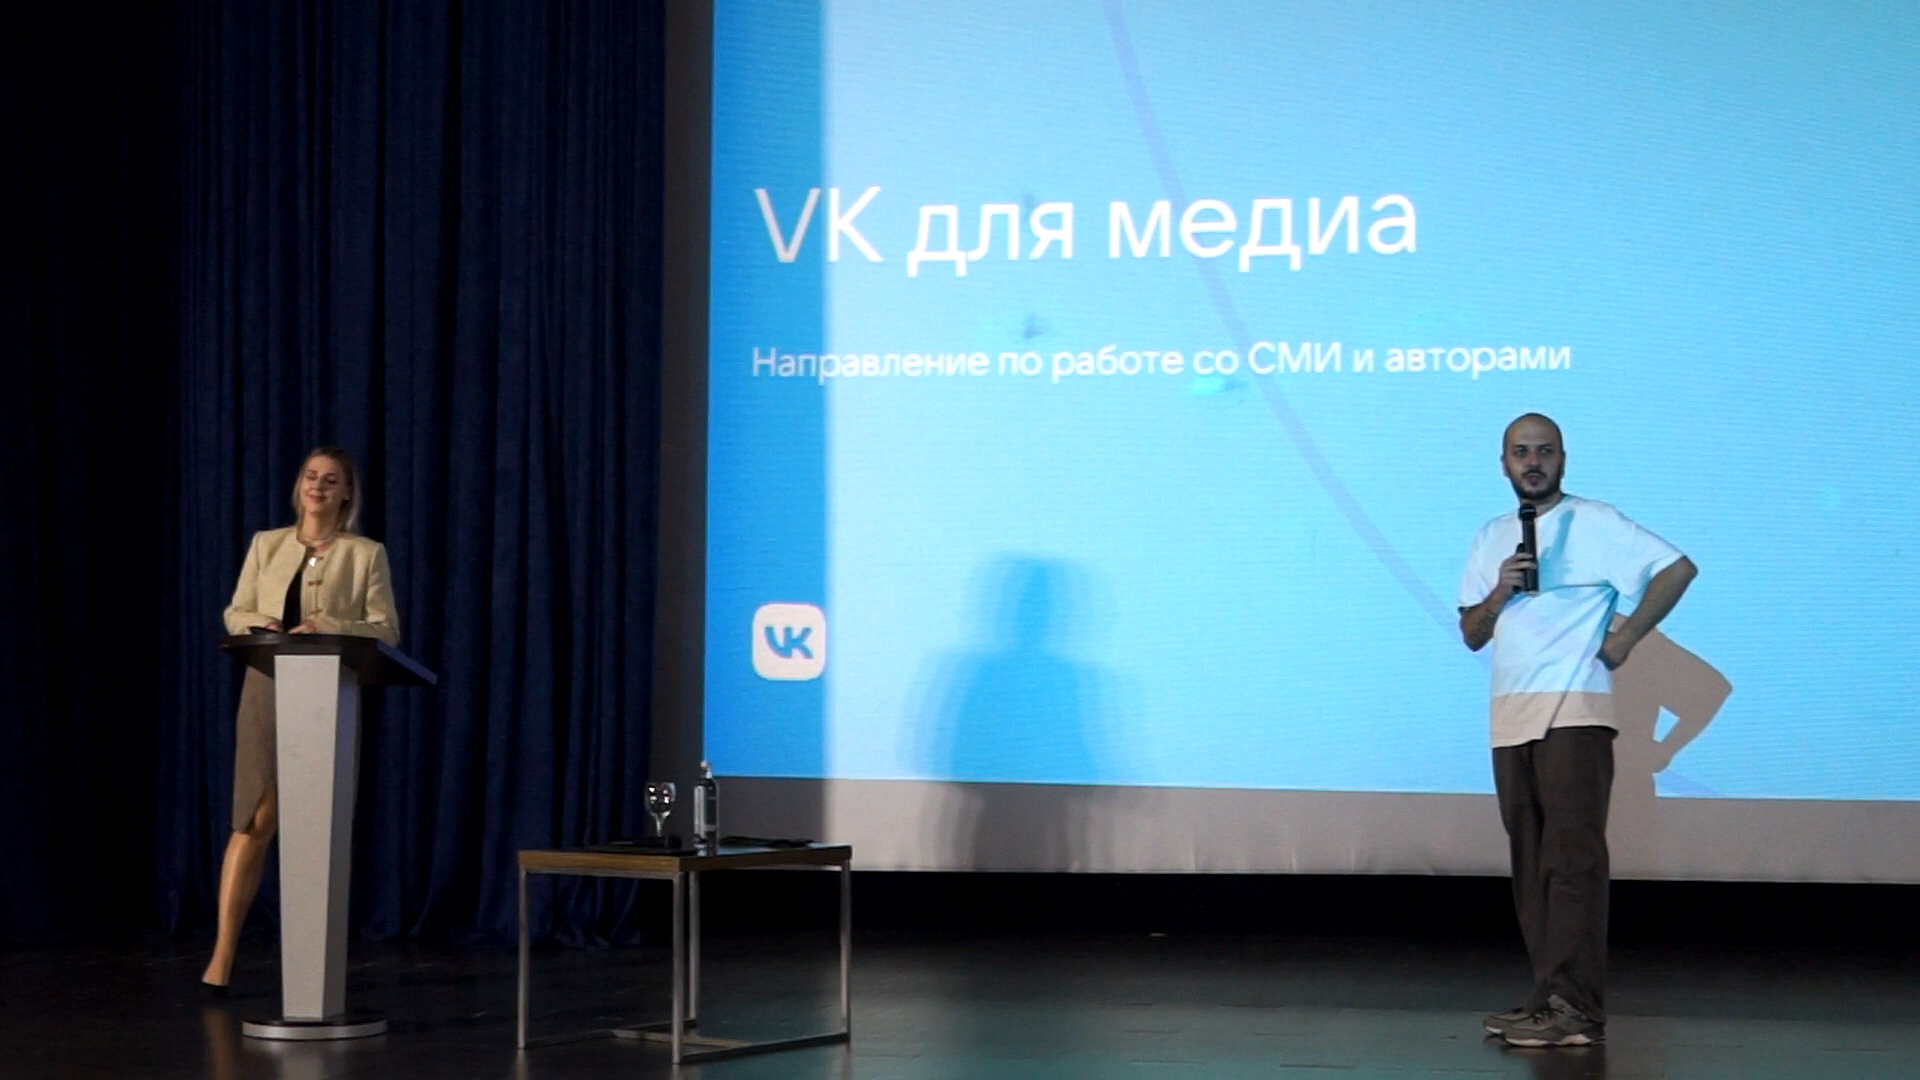 VK для медиа
Направление по работе со СМИ и авторами
VK